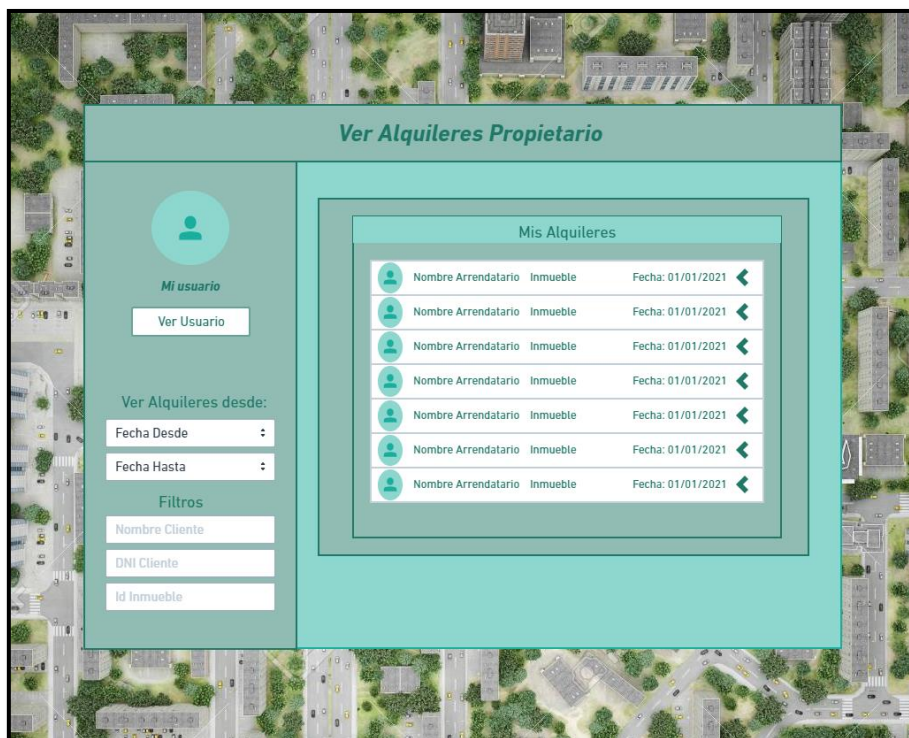 Ver Alquileres Propietario
Mi usuario
Ver Usuario
Ver Alquileres desde:
Fecha Desde
Fecha Hasta
Filtros
Nombre Cliente
DNI Cliente
Id Inmueble
Mis Alquileres
Nombre Arrendatario Inmueble Fecha: 01/01/2021
Nombre Arrendatario Inmueble Fecha: 01/01/2021
Nombre Arrendatario Inmueble Fecha: 01/01/2021
Nombre Arrendatario Inmueble Fecha: 01/01/2021
Nombre Arrendatario Inmueble Fecha: 01/01/2021
Nombre Arrendatario Inmueble Fecha: 01/01/2021
Nombre Arrendatario Inmueble Fecha: 01/01/2021